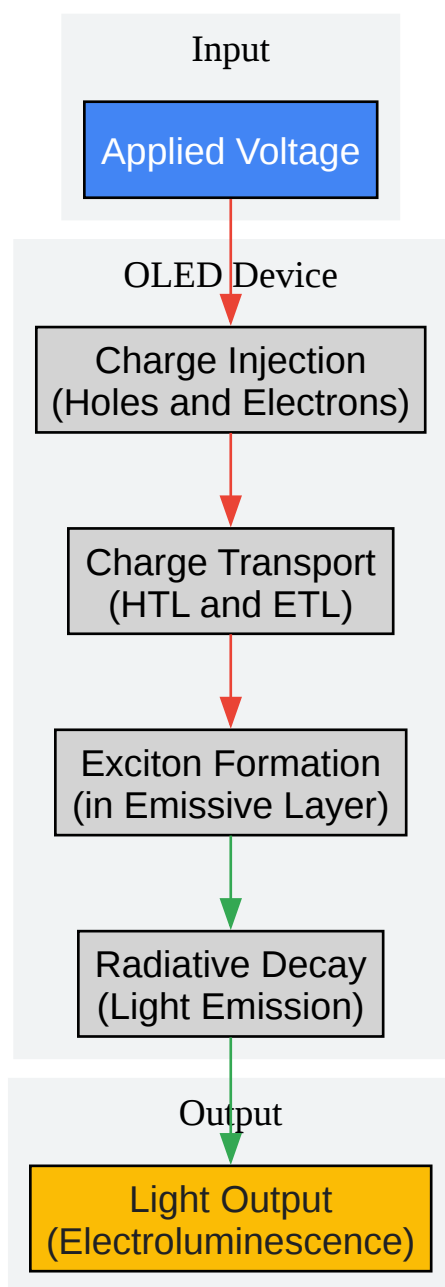 Input
Applied Voltage
OLED Device
Charge Injection
(Holes and Electrons)
Charge Transport
(HTL and ETL)
Exciton Formation
(in Emissive Layer)
Radiative Decay
(Light Emission)
Output
Light Output
(Electroluminescence)